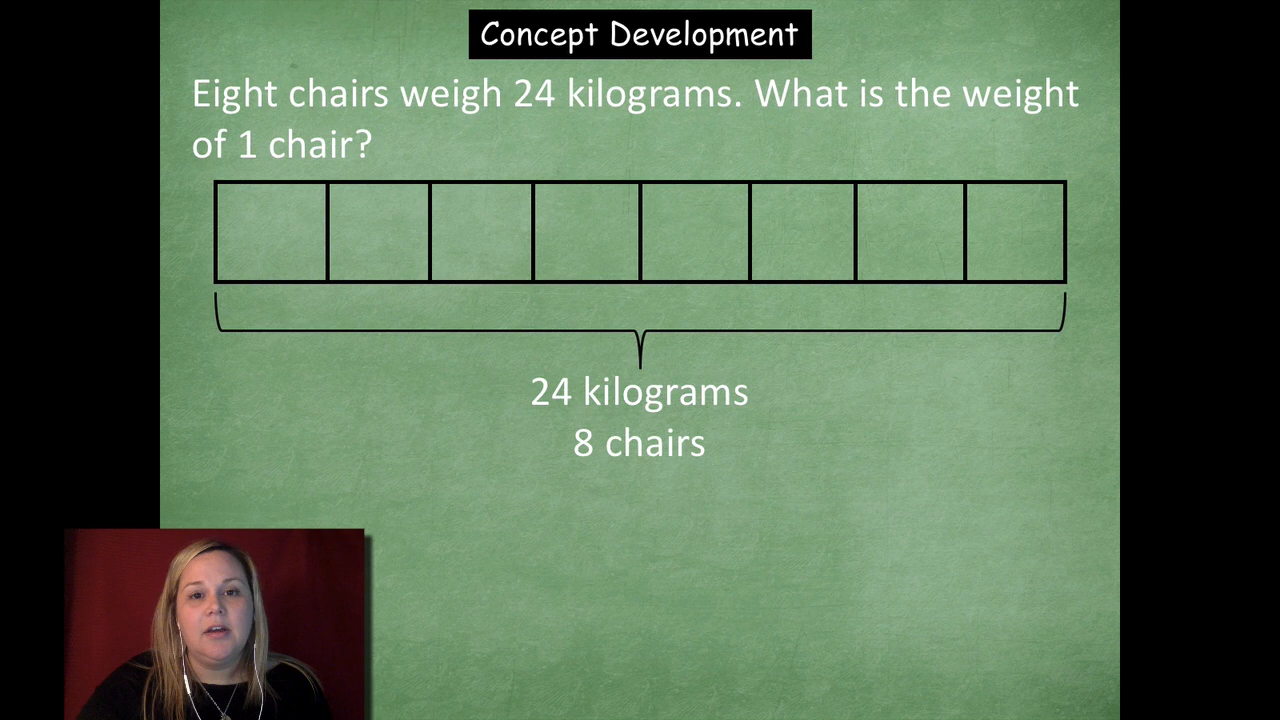 Concept Development
Eight chairs weigh 24 kilograms. What is the weight
of 1 chair?
24 kilograms
8 chairs